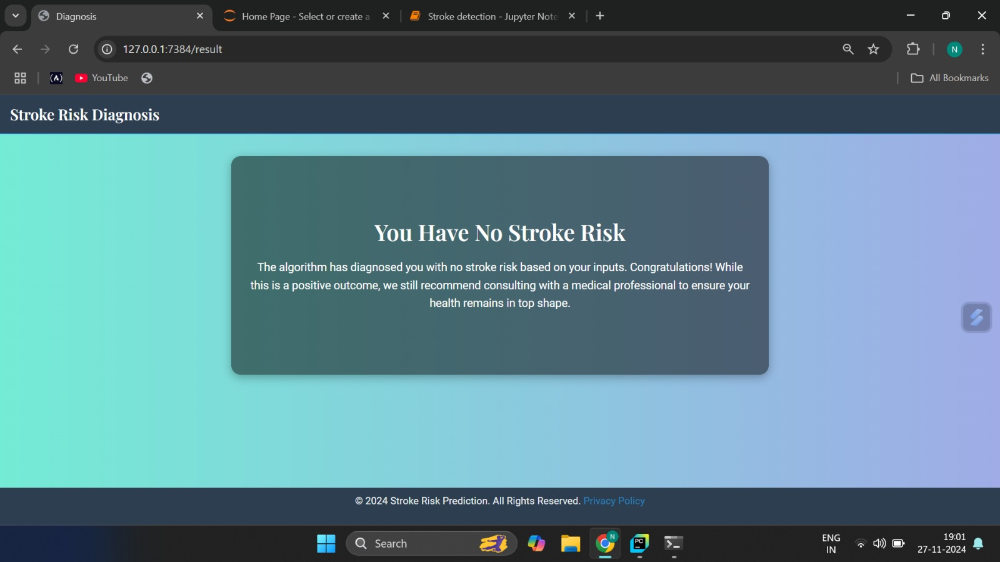 Diagnosis
Home Page - Select or create a
Stroke detection - Jupyter Note
127.0.0.1:7384/result
N
YouTube
All Bookmarks
Stroke Risk Diagnosis
You Have No Stroke Risk
The algorithm has diagnosed you with no stroke risk based on your inputs. Congratulations! While
this is a positive outcome, we still recommend consulting with a medical professional to ensure your
health remains in top shape.
© 2024 Stroke Risk Prediction. All Rights Reserved. Privacy Policy
Search
N
PC
ENG
IN
19:01
27-11-2024